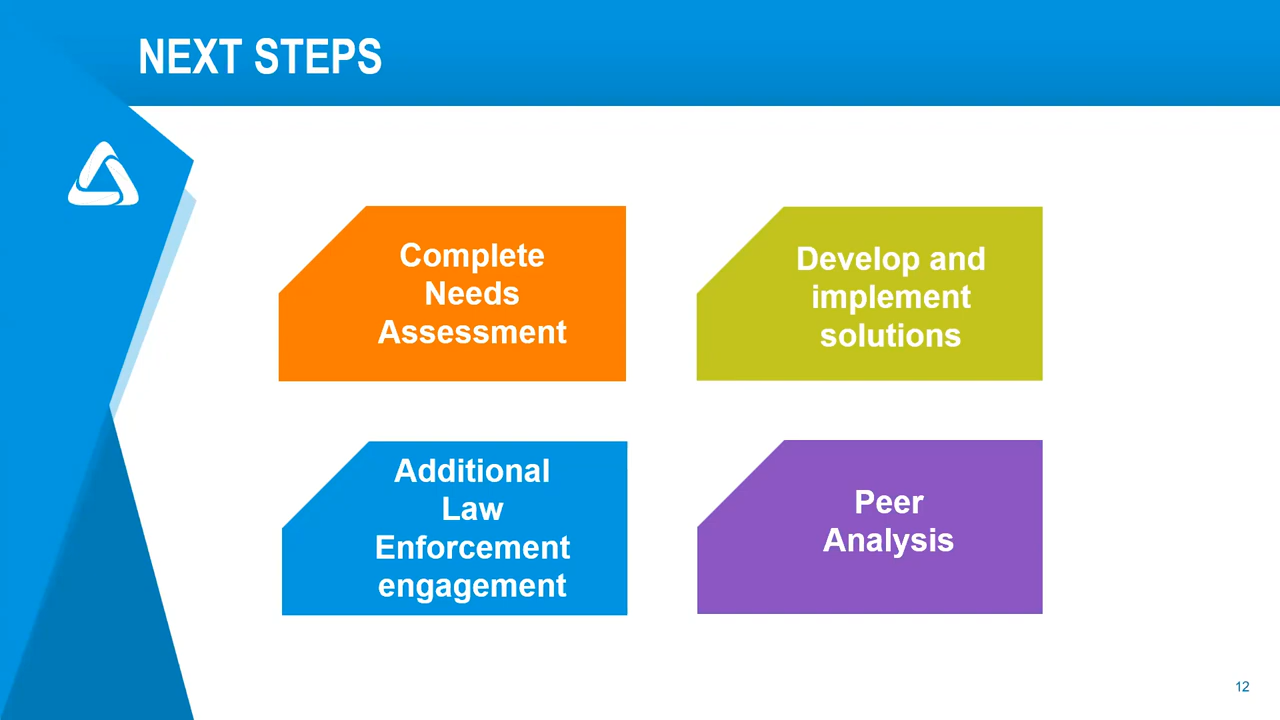 NEXT STEPS
Complete
Needs
Assessment
Develop and
implement
solutions
Additional
Law
Enforcement
engagement
Peer
Analysis
12